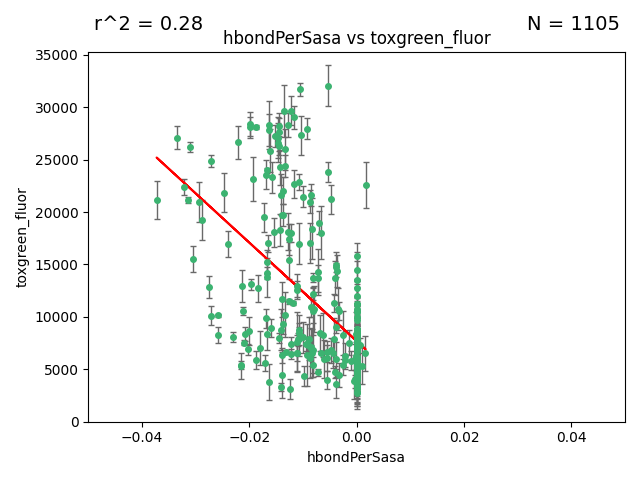 r^2 = 0.28
N = 1105
hbondPerSasa vs toxgreen_fluor
35000
30000
25000
20000
15000
10000
5000
0
toxgreen_fluor
−0.04
−0.02
0.00
0.02
0.04
hbondPerSasa